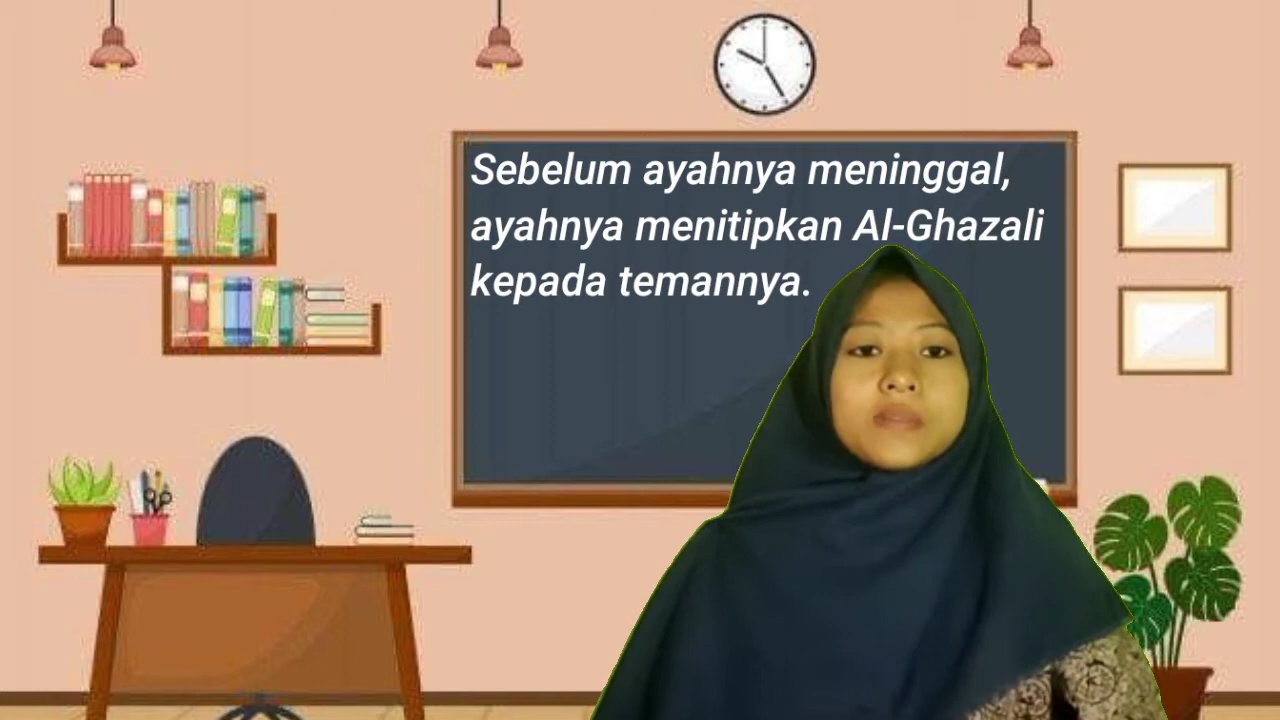 Sebelum ayahnya meninggal,
ayahnya menitipkan Al-Ghazali
kepada temannya.